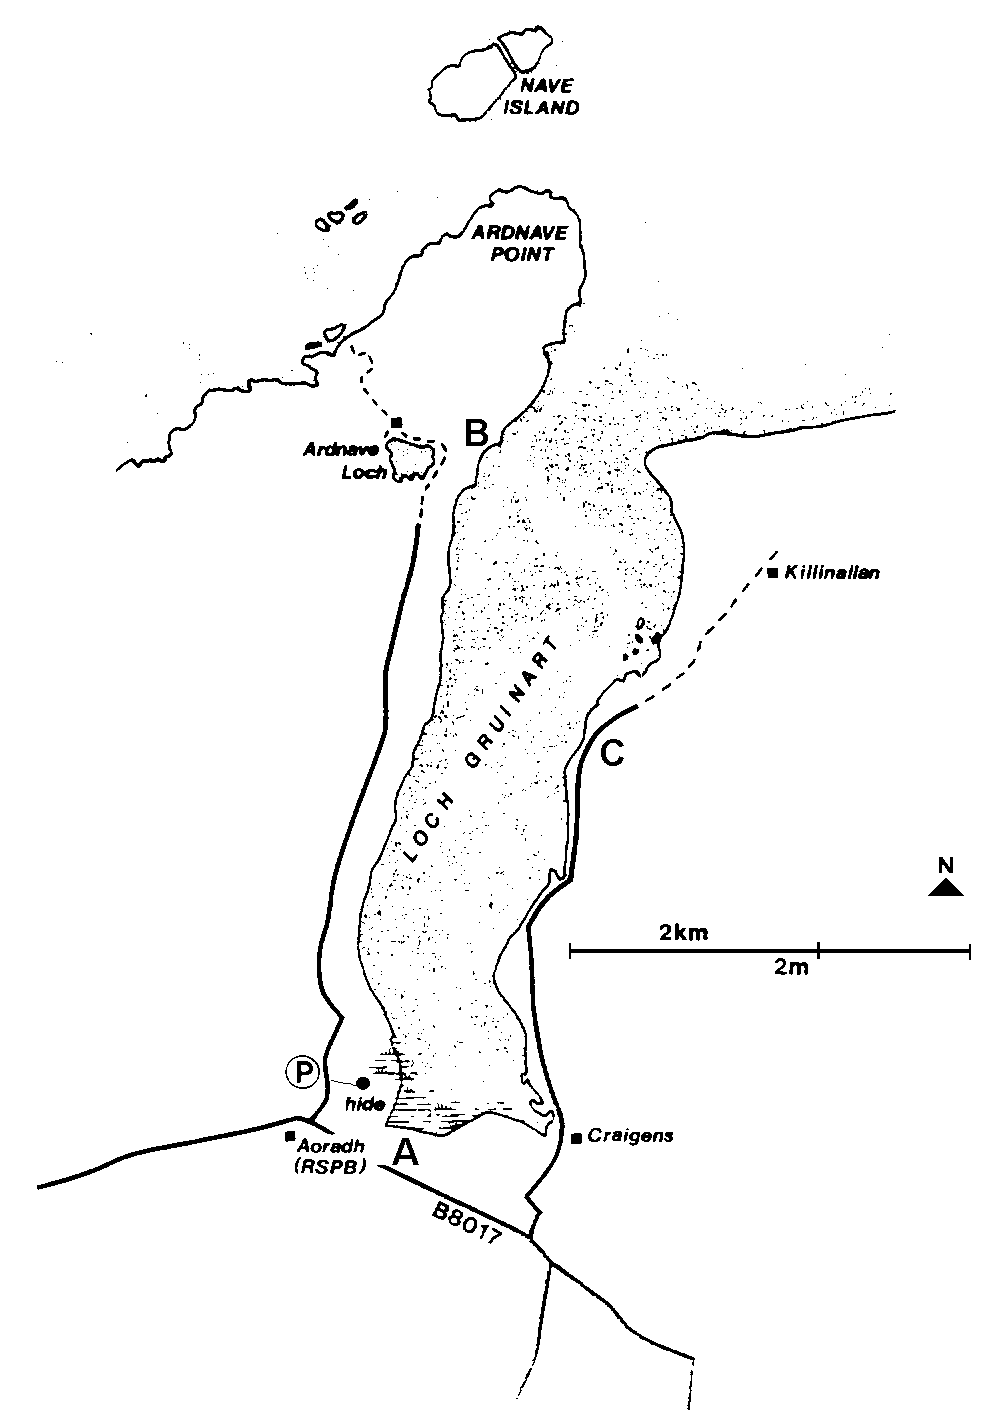 NAVE
ISLAND
ARDNAVE
POINT
B
Ardnave
Loch
Killinallan
LOCH GRUINART
C
N
2km
2m
P
hide
Aoradh
(RSPB)
A
Craigens
B8017